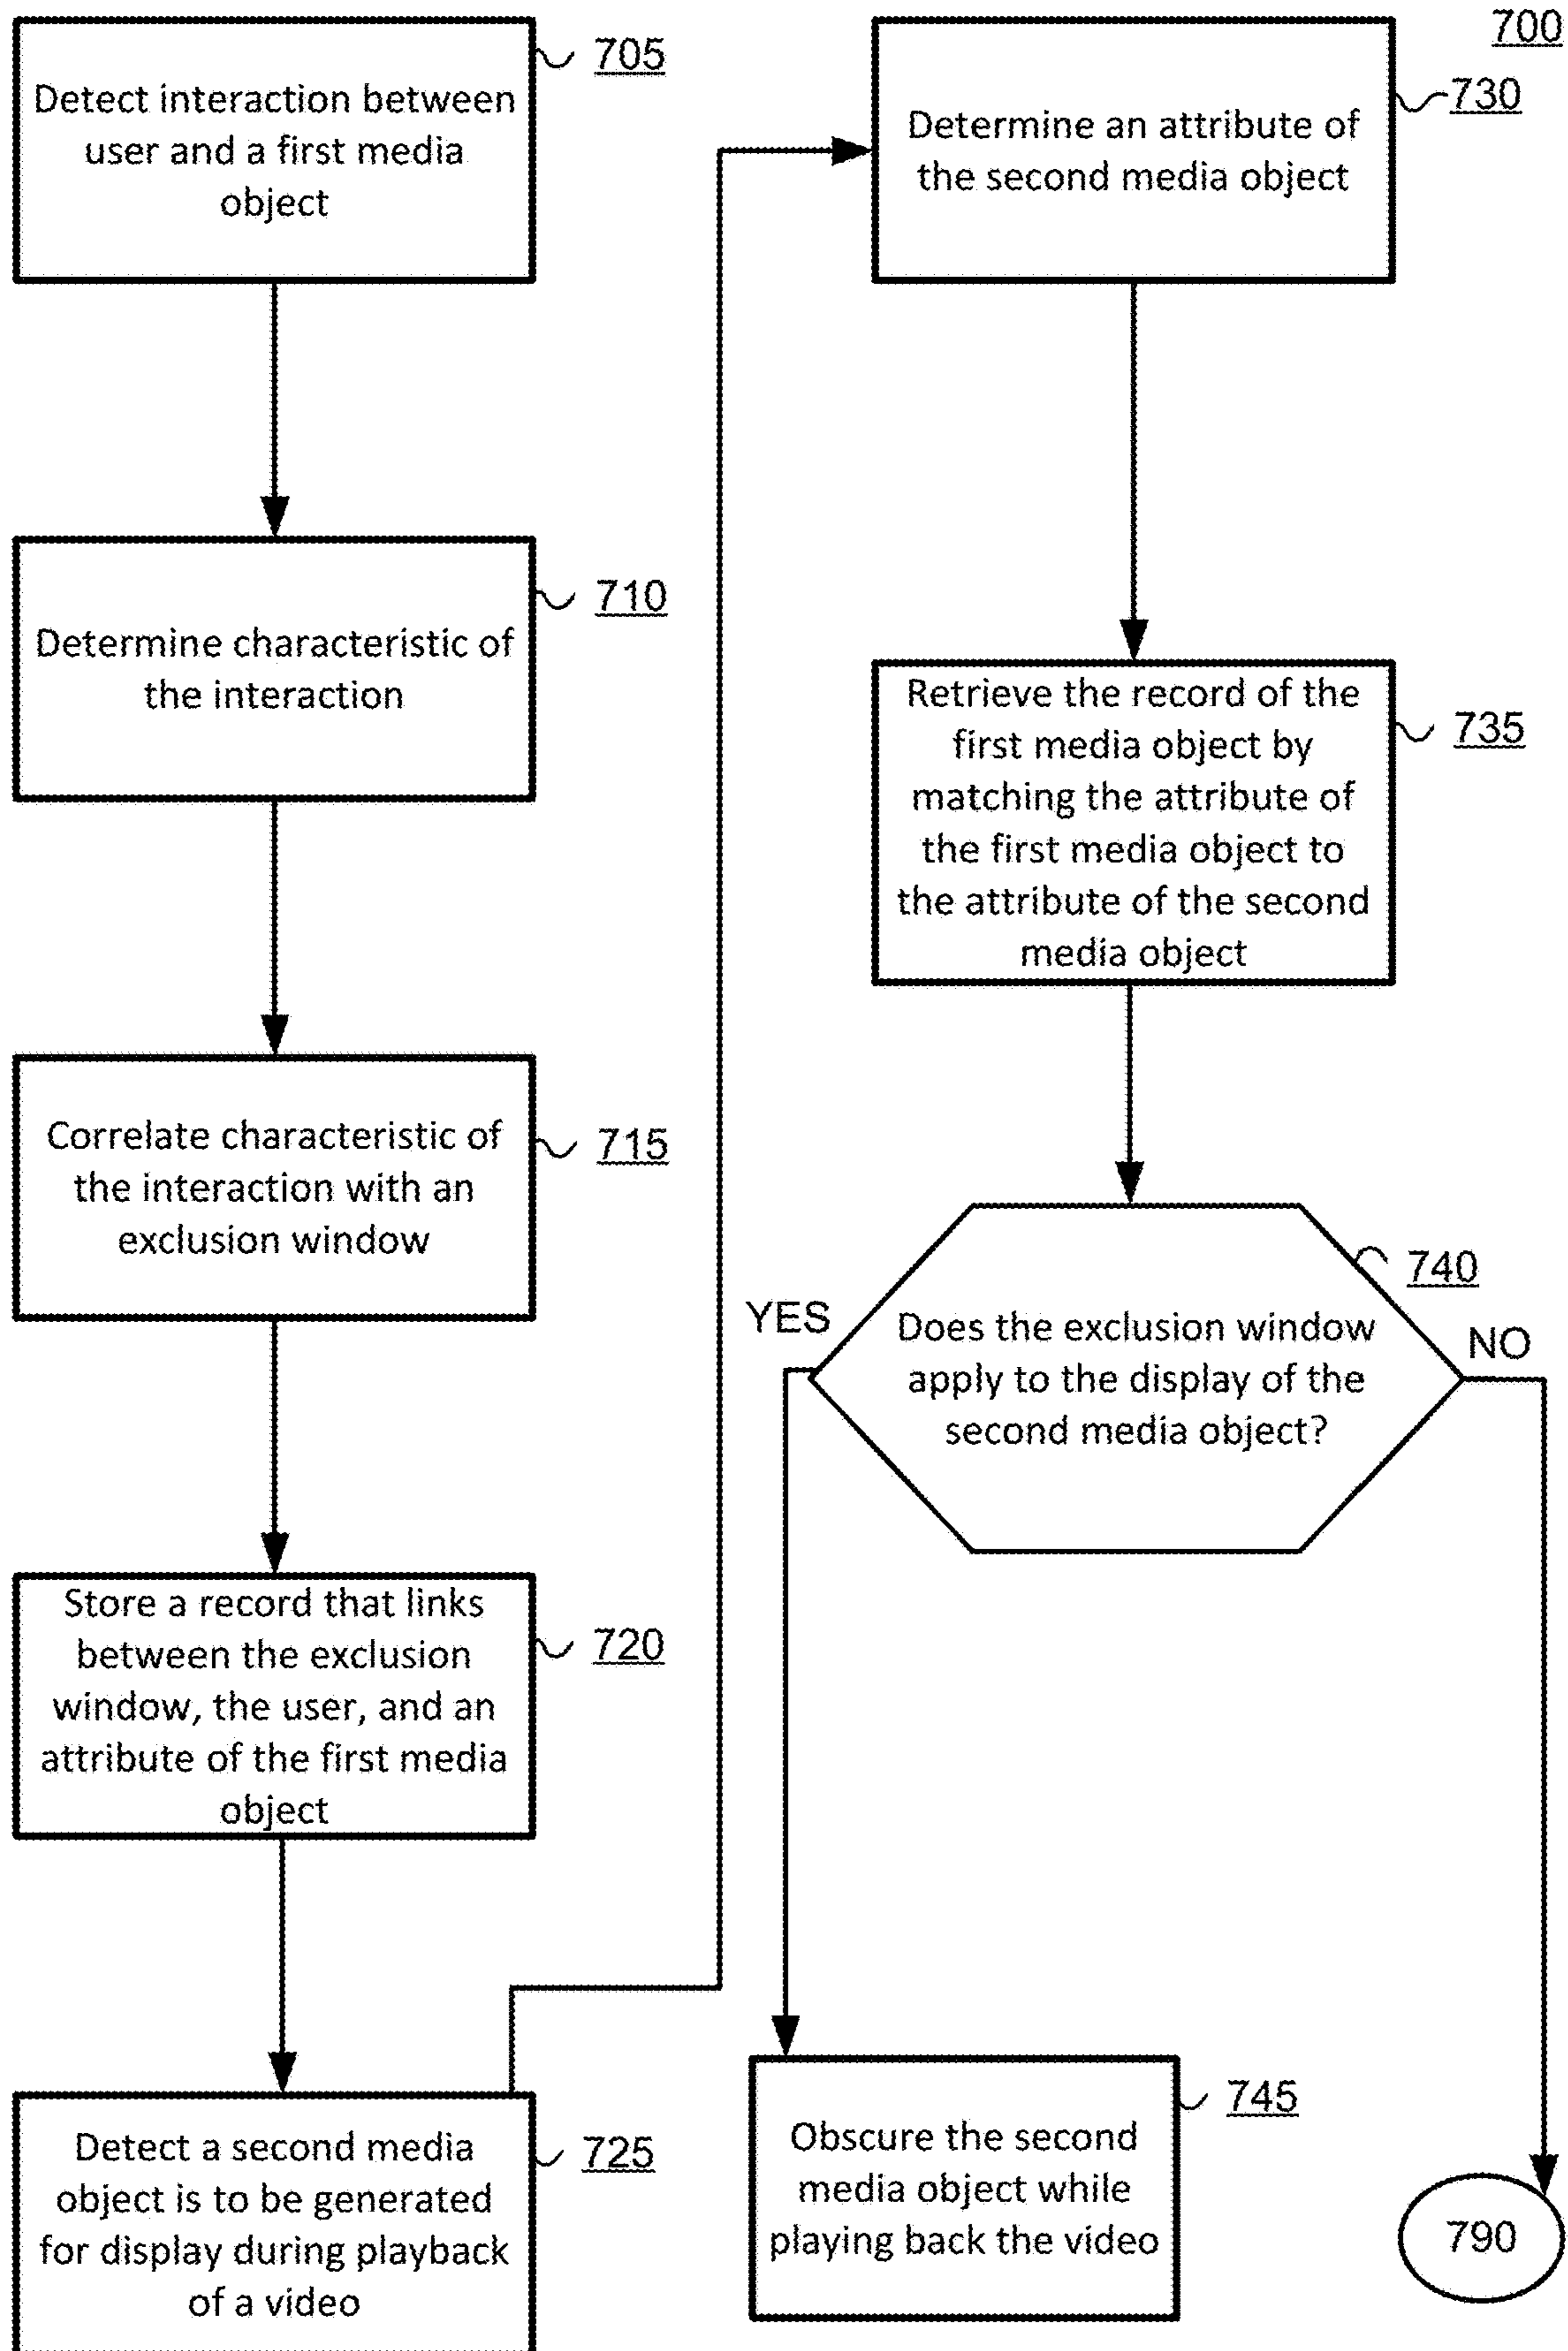 700
Detect interaction between
user and a first media
object
705
Determine characteristic of
the interaction
710
Correlate characteristic of
the interaction with an
exclusion window
715
Store a record that links
between the exclusion
window, the user, and an
attribute of the first media
object
720
Detect a second media
object is to be generated
for display during playback
of a video
725
Determine an attribute of
the second media object
730
Retrieve the record of the
first media object by
matching the attribute of
the first media object to
the attribute of the second
media object
735
Does the exclusion window
apply to the display of the
second media object?
740
YES
NO
Obscure the second
media object while
playing back the video
745
790